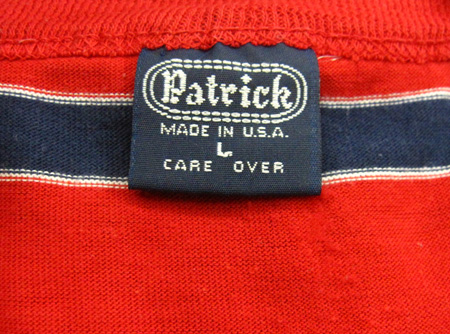 Patrick
MADE IN U.S.A.
L
CARE OVER